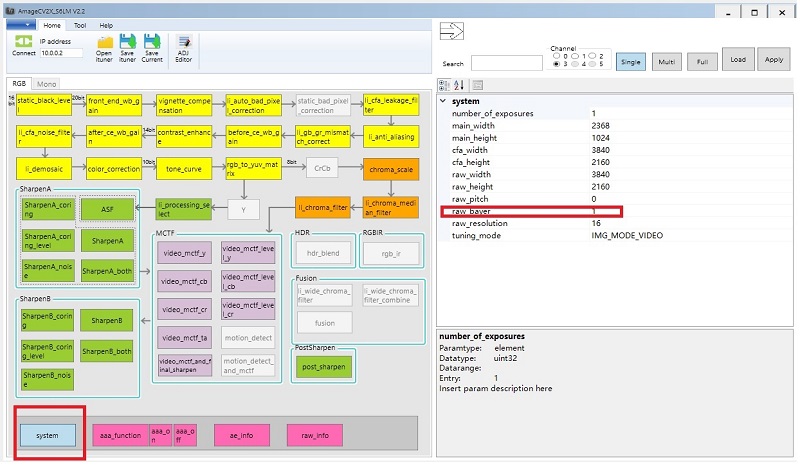 AmageCV2X_S6LM V2.2
Home Tool Help
IP address
10.0.0.2
Connect
Open ituner
Save ituner
Save Current
ADJ Editor
RGB Mono
16 bit
static_black_level
20bit
front_end_wb_gain
vignette_compensation
li_auto_bad_pixel_correction
static_bad_pixel_correction
li_cfa_leakage_filter
li_cfa_noise_filter
after_ce_wb_gain
14bit
contrast_enhance
before_ce_wb_gain
li_gb_gr_mismatch_correct
li_anti_aliasing
li_demosaic
color_correction
10bit
tone_curve
rgb_to_yuv_matrix
8bit
CrCb
chroma_scale
SharpenA
SharpenA_coring
ASF
li_processing_select
Y
li_chroma_filter
li_chroma_median_filter
SharpenA_coring_level
SharpenA
SharpenA_noise
SharpenA_both
MCTF
video_mctf_y
video_mctf_level_y
video_mctf_cb
video_mctf_level_cb
video_mctf_cr
video_mctf_level_cr
video_mctf_ta
motion_detect
video_mctf_and_final_sharpen
motion_detect_and_mctf
HDR
hdr_blend
RGBIR
rgb_ir
Fusion
li_wide_chroma_filter
li_wide_chroma_filter_combine
fusion
SharpenB
SharpenB_coring
SharpenB
SharpenB_coring_level
SharpenB_both
SharpenB_noise
PostSharpen
post_sharpen
system
aaa_function
aaa_on
aaa_off
ae_info
raw_info
Search
Channel
0 1 2
3 4 5
Single
Multi
Full
Load
Apply
system
number_of_exposures 1
main_width 2368
main_height 1024
cfa_width 3840
cfa_height 2160
raw_width 3840
raw_height 2160
raw_pitch 0
raw_bayer 1
raw_resolution 16
tuning_mode IMG_MODE_VIDEO
number_of_exposures
Paramtype: element
Datatype: uint32
Datarange:
Entry: 1
Insert param description here